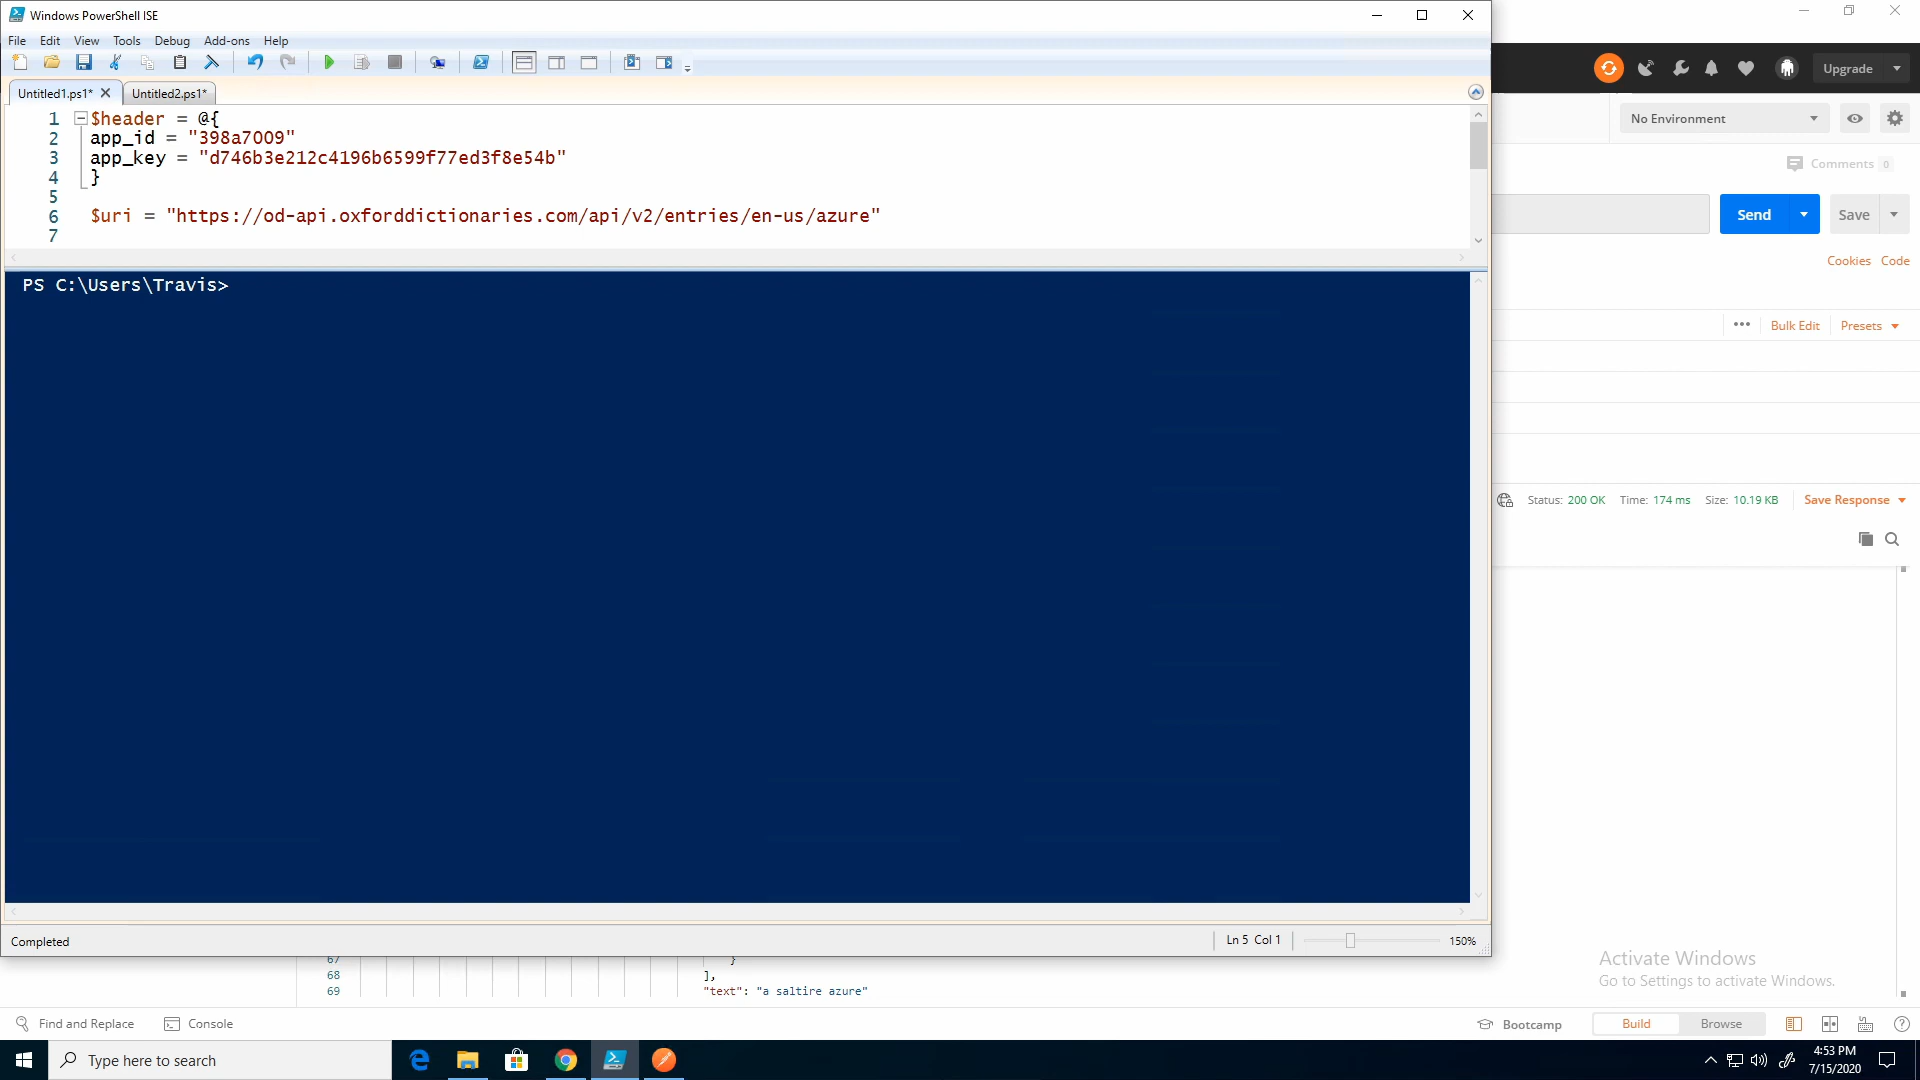 Windows PowerShell ISE
File Edit View Tools Debug Add-ons Help
Upgrade
Untitled1.ps1* Untitled2.ps1*
1 $header = @{
2 app_id = "398a7009"
3 app_key = "d746b3e212c4196b6599f77ed3f8e54b"
4 }
5
6 $uri = "https://od-api.oxforddictionaries.com/api/v2/entries/en-us/azure"
7
No Environment
Comments 0
Send Save
Cookies Code
PS C:\Users\Travis>
Bulk Edit Presets
Status: 200 OK Time: 174 ms Size: 10.19 KB Save Response
Completed Ln 5 Col 1 150%
67 }
68 ],
69 "text": "a saltire azure"
Activate Windows
Go to Settings to activate Windows.
Find and Replace Console
Bootcamp Build Browse
Type here to search
4:53 PM
7/15/2020